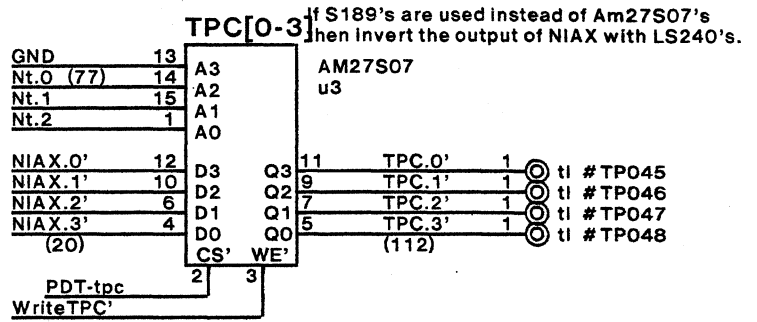 If S189's are used instead of Am27S07's
TPC[0-3] then invert the output of NIAX with LS240's.
GND 13 A3 AM27S07
Nt.0 (77) 14 A2 u3
Nt.1 15 A1
Nt.2 1 A0
NIAX.0' 12 D3 Q3 11 TPC.0' 1 tl #TP045
NIAX.1' 10 D2 Q2 9 TPC.1' 1 tl #TP046
NIAX.2' 6 D1 Q1 7 TPC.2' 1 tl #TP047
NIAX.3' 4 D0 Q0 5 TPC.3' 1 tl #TP048
(20) (112)
CS' WE'
2 3
PDT-tpc
WriteTPC'